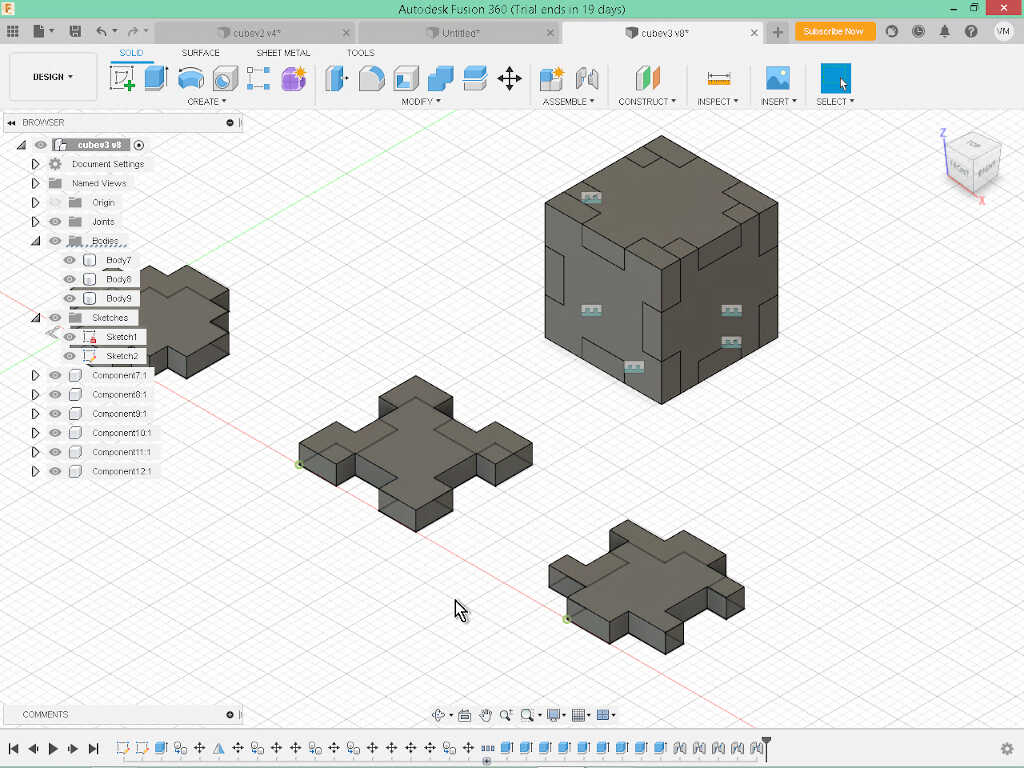 Autodesk Fusion 360 (Trial ends in 19 days)
cubev2 v4*
Untitled*
cubev3 v8*
Subscribe Now
VM
DESIGN
SOLID SURFACE SHEET METAL TOOLS
CREATE
MODIFY
ASSEMBLE
CONSTRUCT
INSPECT
INSERT
SELECT
BROWSER
cubev3 v8
Document Settings
Named Views
Origin
Joints
Bodies
Body7
Body8
Body9
Sketches
Sketch1
Sketch2
Component7:1
Component8:1
Component9:1
Component10:1
Component11:1
Component12:1
Z
TOP
FRONT
RIGHT
X
COMMENTS